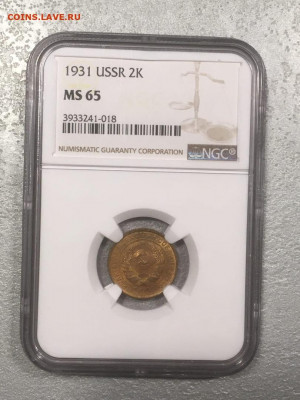 COINS.LAVE.RU
1931 USSR 2K
MS 65
3933241-018
NUMISMATIC GUARANTY CORPORATION
NGC